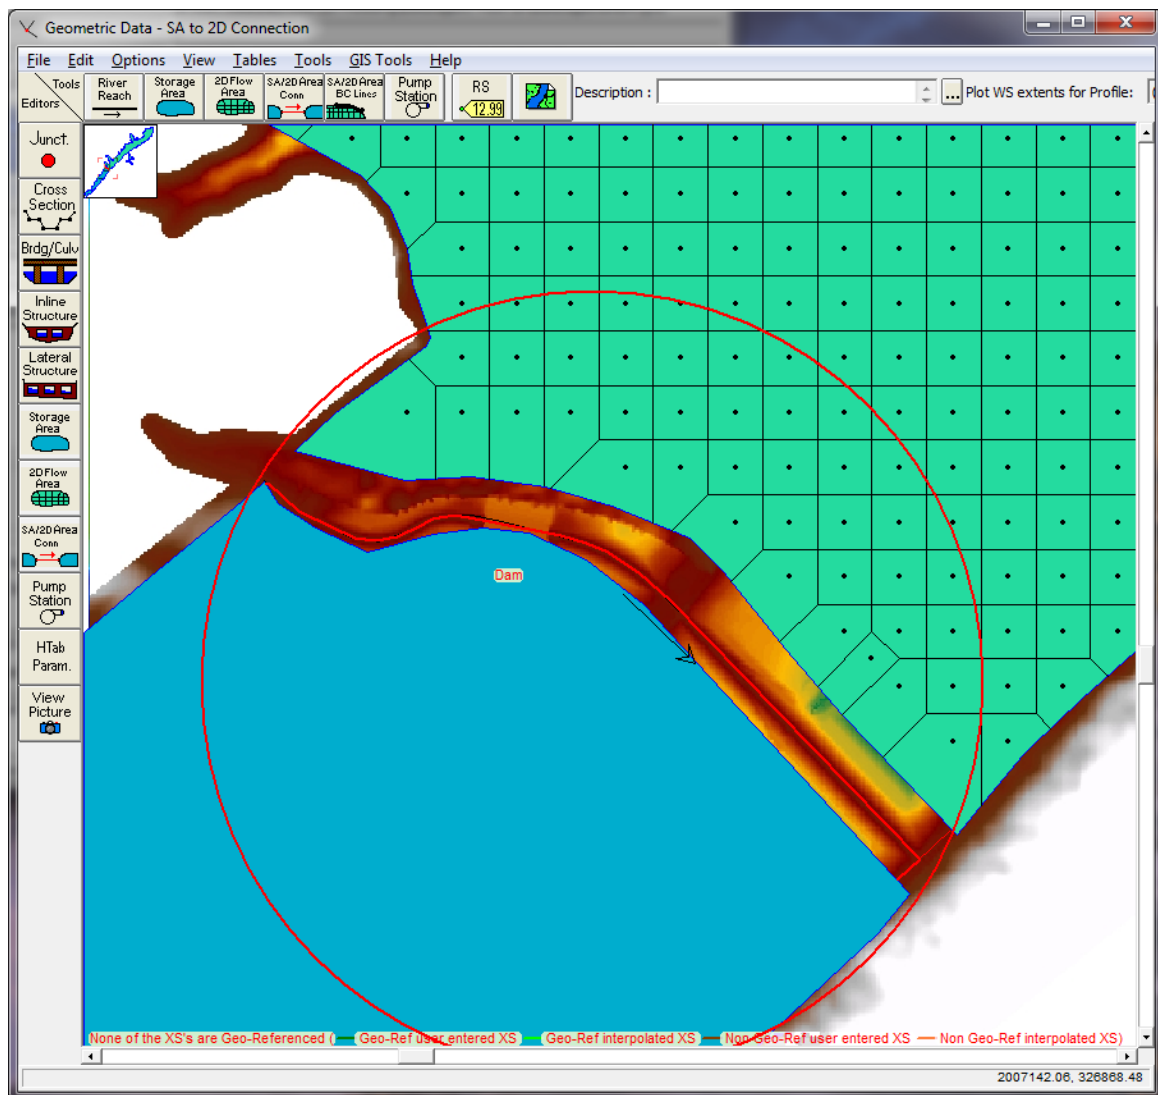 Geometric Data - SA to 2D Connection
File Edit Options View Tables Tools GIS Tools Help
Tools
Editors
River
Reach
Storage
Area
2D Flow
Area
SA/2D Area
Conn
SA/2D Area
BC Lines
Pump
Station
RS
12.99
Description :
...
Plot WS extents for Profile:
Junct.
Cross
Section
Brdg/Culv
Inline
Structure
Lateral
Structure
Storage
Area
2D Flow
Area
SA/2D Area
Conn
Pump
Station
HTab
Param.
View
Picture
Dam
None of the XS's are Geo-Referenced ( Geo-Ref user entered XS Geo-Ref interpolated XS Non Geo-Ref user entered XS Non Geo-Ref interpolated XS)
2007142.06, 326868.48